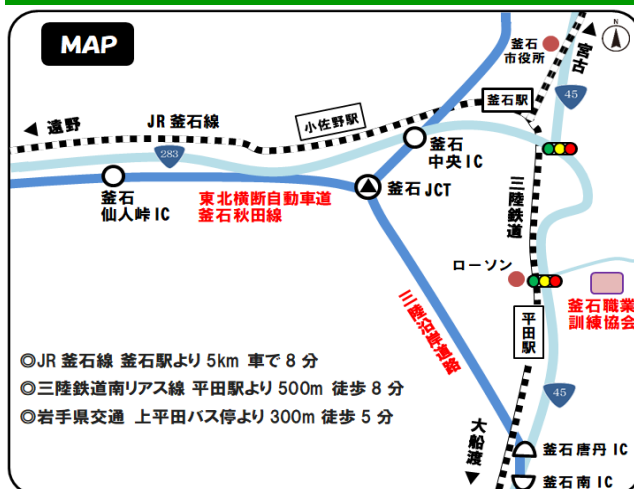 MAP
N
釜石
市役所
宮古
45
釜石駅
遠野
JR 釜石線
小佐野駅
283
釜石
中央 IC
釜石
仙人峠 IC
東北横断自動車道
釜石秋田線
釜石 JCT
三陸鉄道
ローソン
釜石職業
訓練協会
平田駅
三陸沿岸道路
◎JR 釜石線 釜石駅より 5km 車で 8 分
◎三陸鉄道南リアス線 平田駅より 500m 徒歩 8 分
◎岩手県交通 上平田バス停より 300m 徒歩 5 分
45
大船渡
釜石唐丹 IC
釜石南 IC